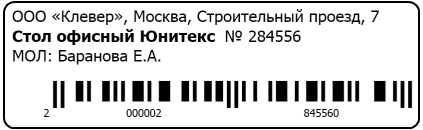 ООО «Клевер», Москва, Строительный проезд, 7
Стол офисный Юнитекс № 284556
МОЛ: Баранова Е.А.
2 000002 845560